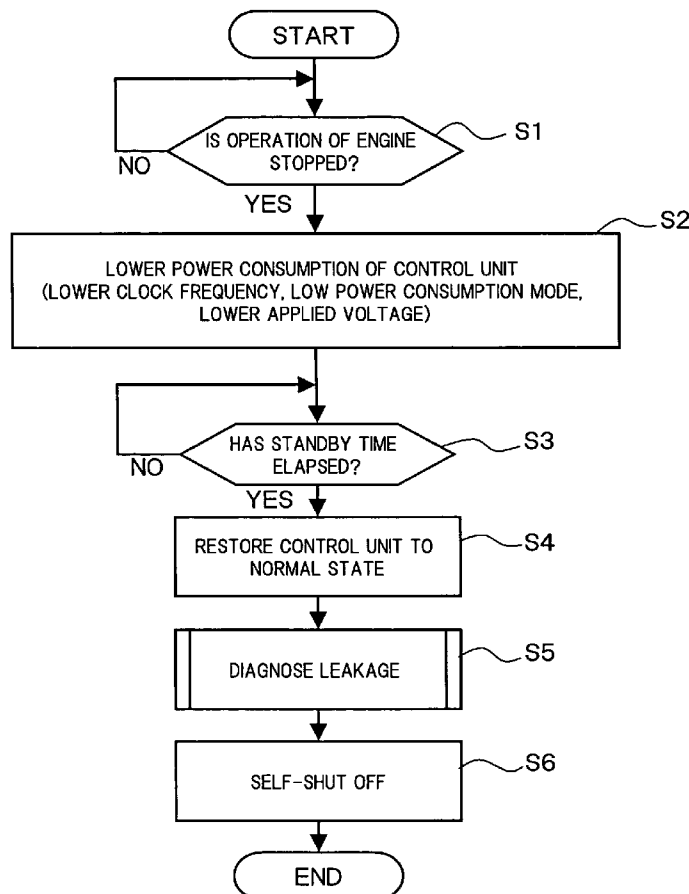 START
IS OPERATION OF ENGINE
STOPPED?
S1
NO
YES
S2
LOWER POWER CONSUMPTION OF CONTROL UNIT
(LOWER CLOCK FREQUENCY, LOW POWER CONSUMPTION MODE,
LOWER APPLIED VOLTAGE)
HAS STANDBY TIME
ELAPSED?
S3
NO
YES
RESTORE CONTROL UNIT TO
NORMAL STATE
S4
DIAGNOSE LEAKAGE
S5
SELF-SHUT OFF
S6
END